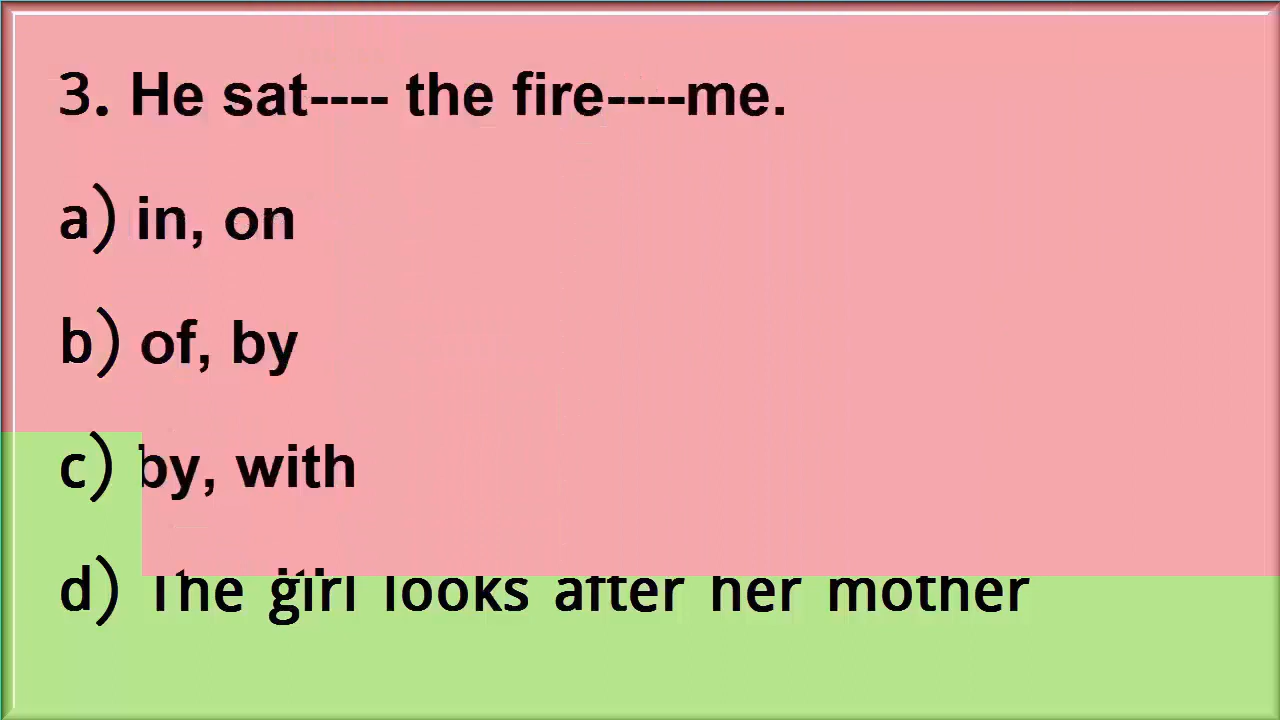 3. He sat---- the fire----me.
a) in, on
b) of, by
c) by, with
d) The girl looks after her mother